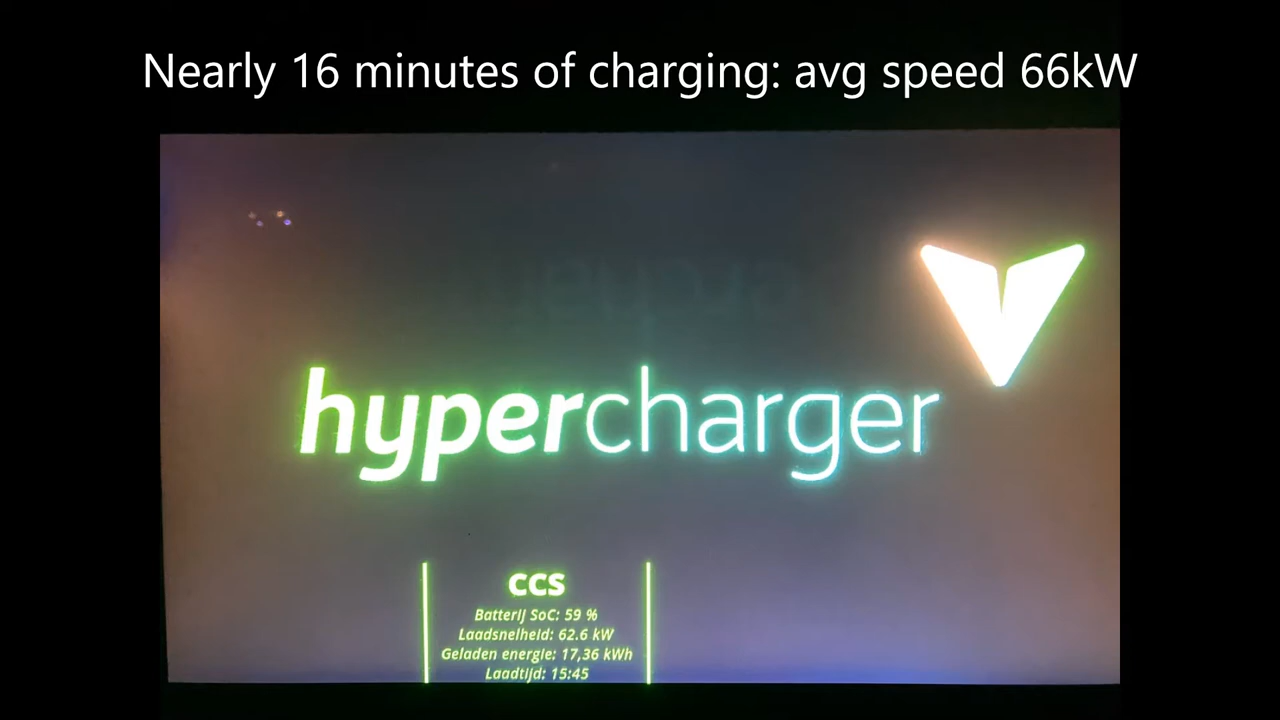 Nearly 16 minutes of charging: avg speed 66kW
hypercharger
CCS
Batterij SoC: 59 %
Laadsnelheid: 62.6 kW
Geladen energie: 17,36 kWh
Laadtijd: 15:45